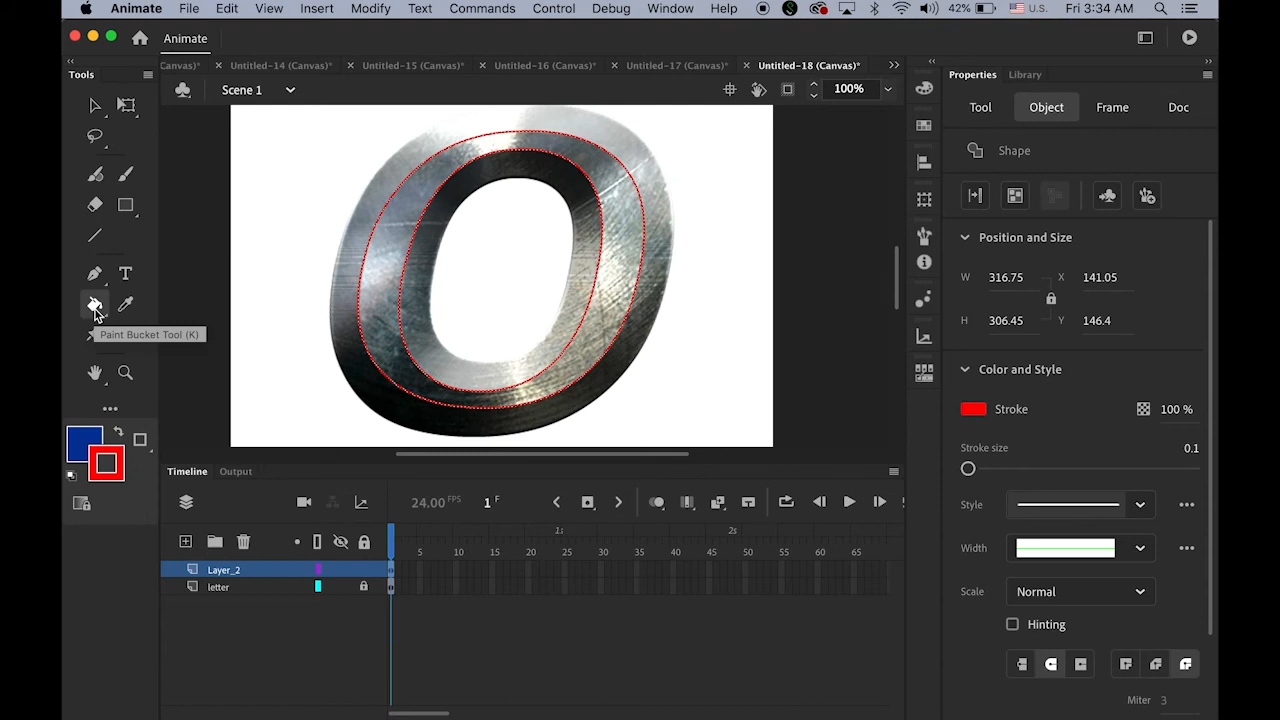 Animate File Edit View Insert Modify Text Commands Control Debug Window Help 42% U.S. Fri 3:34 AM
Animate
Tools
Canvas)* × Untitled-14 (Canvas)* × Untitled-15 (Canvas)* × Untitled-16 (Canvas)* × Untitled-17 (Canvas)* × Untitled-18 (Canvas)*
Scene 1 100%
T
Paint Bucket Tool (K)
Properties Library
Tool Object Frame Doc
Shape
Position and Size
W 316.75 X 141.05
H 306.45 Y 146.4
Color and Style
Stroke 100 %
Stroke size 0.1
Style
Width
Scale Normal
Hinting
Miter 3
Timeline Output
24.00 FPS 1 F
1s 2s
5 10 15 20 25 30 35 40 45 50 55 60 65
Layer_2
letter
O